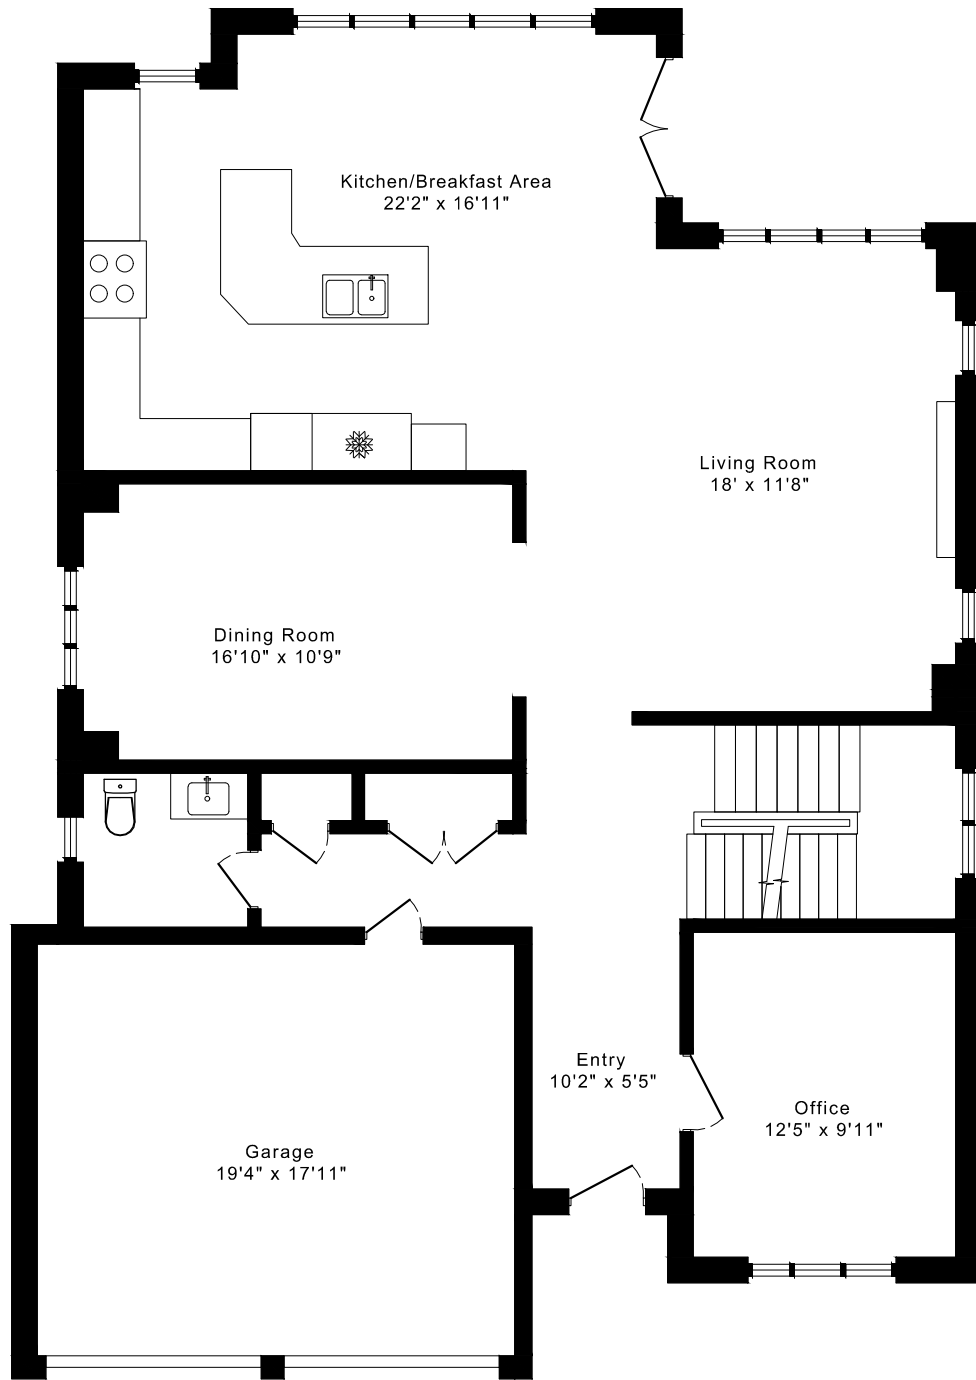 Kitchen/Breakfast Area
22'2" x 16'11"
Living Room
18' x 11'8"
Dining Room
16'10" x 10'9"
Entry
10'2" x 5'5"
Office
12'5" x 9'11"
Garage
19'4" x 17'11"